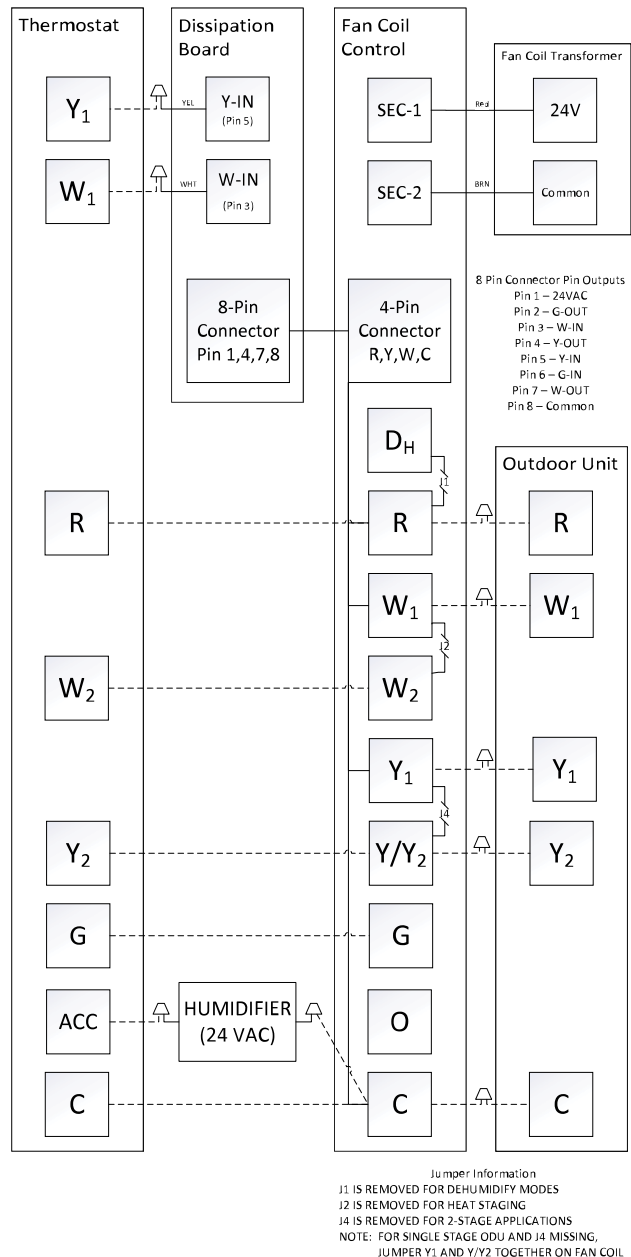 Thermostat
Dissipation
Board
Fan Coil
Control
Fan Coil Transformer
Y1
YEL
Y-IN
(Pin 5)
SEC-1
Red
24V
W1
WHT
W-IN
(Pin 3)
SEC-2
BRN
Common
8-Pin
Connector
Pin 1,4,7,8
4-Pin
Connector
R,Y,W,C
8 Pin Connector Pin Outputs
Pin 1 – 24VAC
Pin 2 – G-OUT
Pin 3 – W-IN
Pin 4 – Y-OUT
Pin 5 – Y-IN
Pin 6 – G-IN
Pin 7 – W-OUT
Pin 8 – Common
DH
J1
Outdoor Unit
R
R
R
W1
W1
J2
W2
W2
Y1
Y1
J4
Y2
Y/Y2
Y2
G
G
ACC
HUMIDIFIER
(24 VAC)
O
C
C
C
Jumper Information
J1 IS REMOVED FOR DEHUMIDIFY MODES
J2 IS REMOVED FOR HEAT STAGING
J4 IS REMOVED FOR 2-STAGE APPLICATIONS
NOTE: FOR SINGLE STAGE ODU AND J4 MISSING,
JUMPER Y1 AND Y/Y2 TOGETHER ON FAN COIL